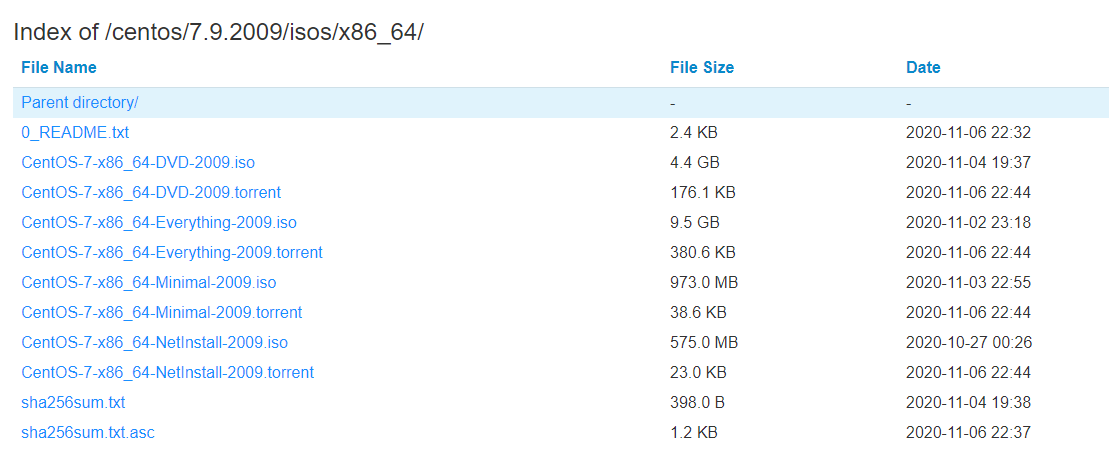 Index of /centos/7.9.2009/isos/x86_64/
File Name File Size Date
Parent directory/ - -
0_README.txt 2.4 KB 2020-11-06 22:32
CentOS-7-x86_64-DVD-2009.iso 4.4 GB 2020-11-04 19:37
CentOS-7-x86_64-DVD-2009.torrent 176.1 KB 2020-11-06 22:44
CentOS-7-x86_64-Everything-2009.iso 9.5 GB 2020-11-02 23:18
CentOS-7-x86_64-Everything-2009.torrent 380.6 KB 2020-11-06 22:44
CentOS-7-x86_64-Minimal-2009.iso 973.0 MB 2020-11-03 22:55
CentOS-7-x86_64-Minimal-2009.torrent 38.6 KB 2020-11-06 22:44
CentOS-7-x86_64-NetInstall-2009.iso 575.0 MB 2020-10-27 00:26
CentOS-7-x86_64-NetInstall-2009.torrent 23.0 KB 2020-11-06 22:44
sha256sum.txt 398.0 B 2020-11-04 19:38
sha256sum.txt.asc 1.2 KB 2020-11-06 22:37